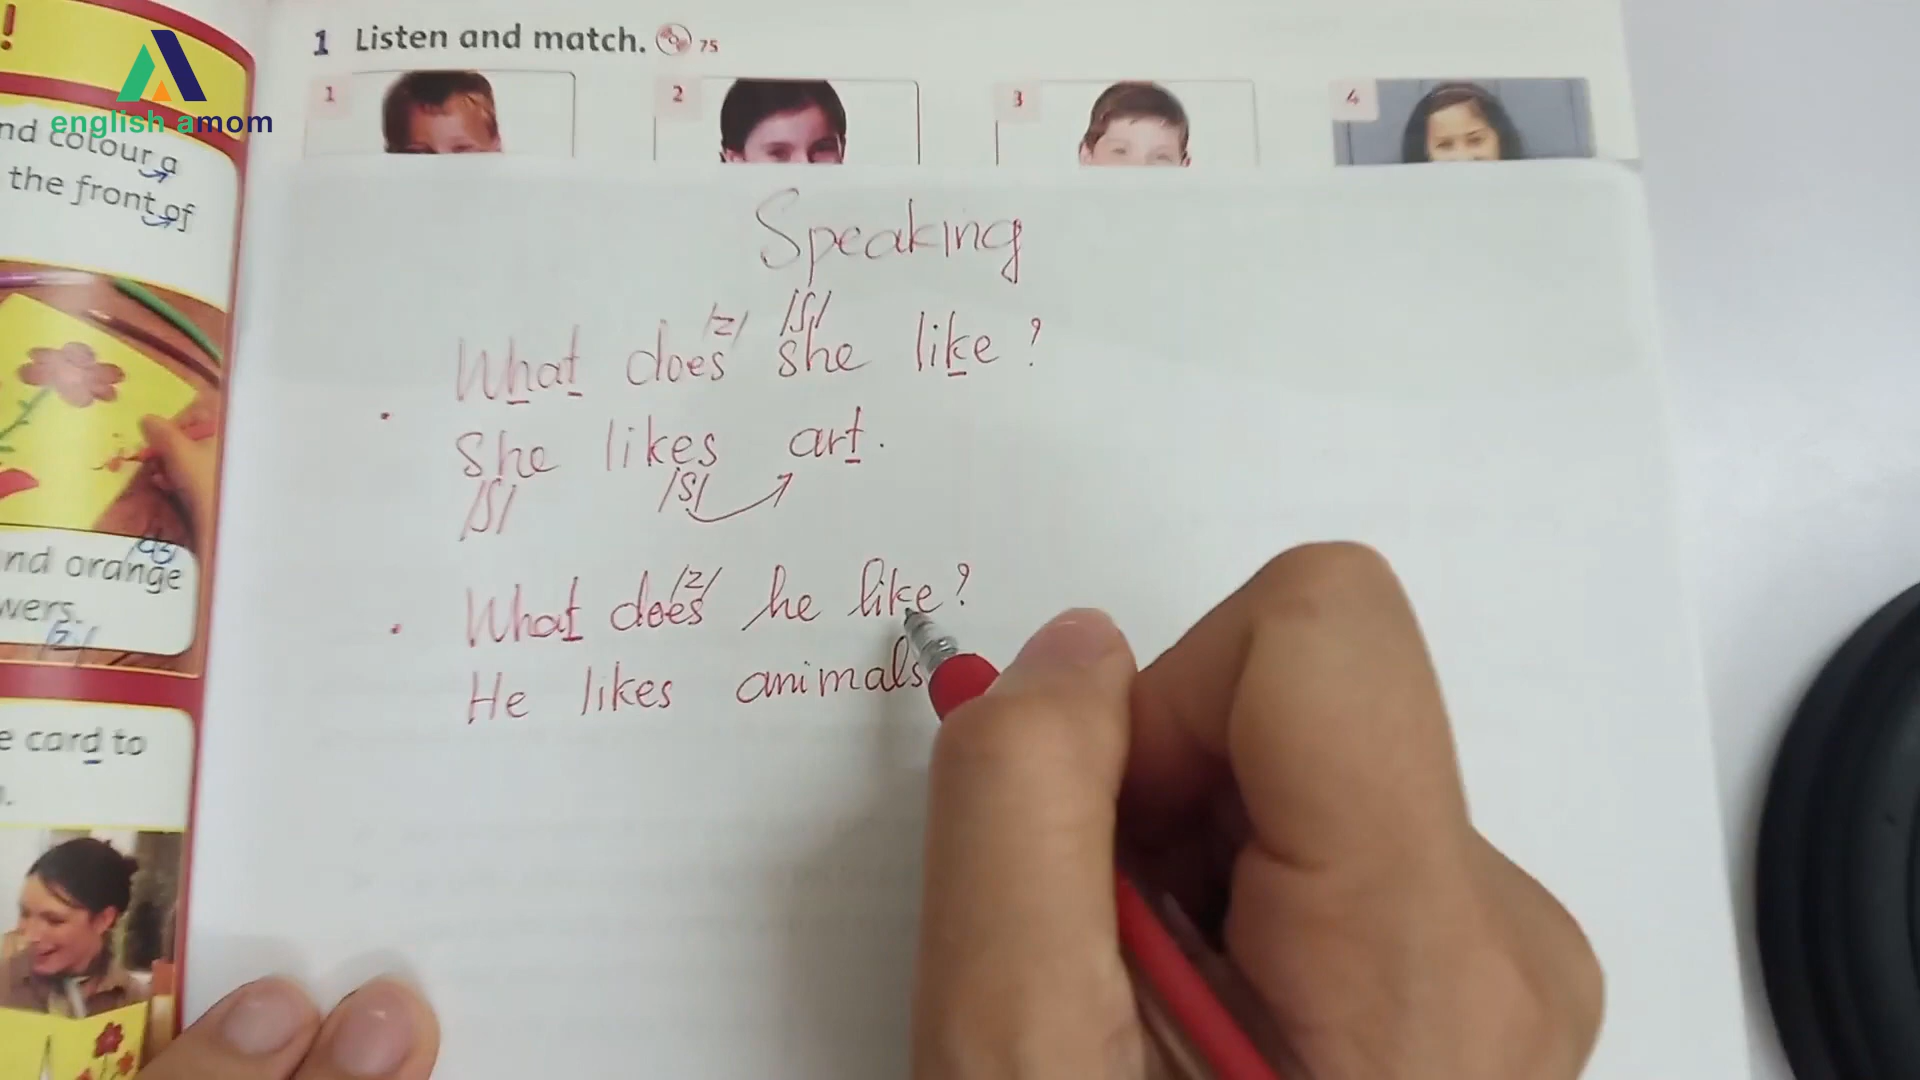 !
english amom
nd colour a
the front of
/dʒ/
nd orange
wers.
/z/
e card to
1 Listen and match. 75
1
2
3
4
Speaking
/z/ /ʃ/
What does she like?
• She likes art.
/ʃ/ /s/
/z/
• What does he like?
He likes animals